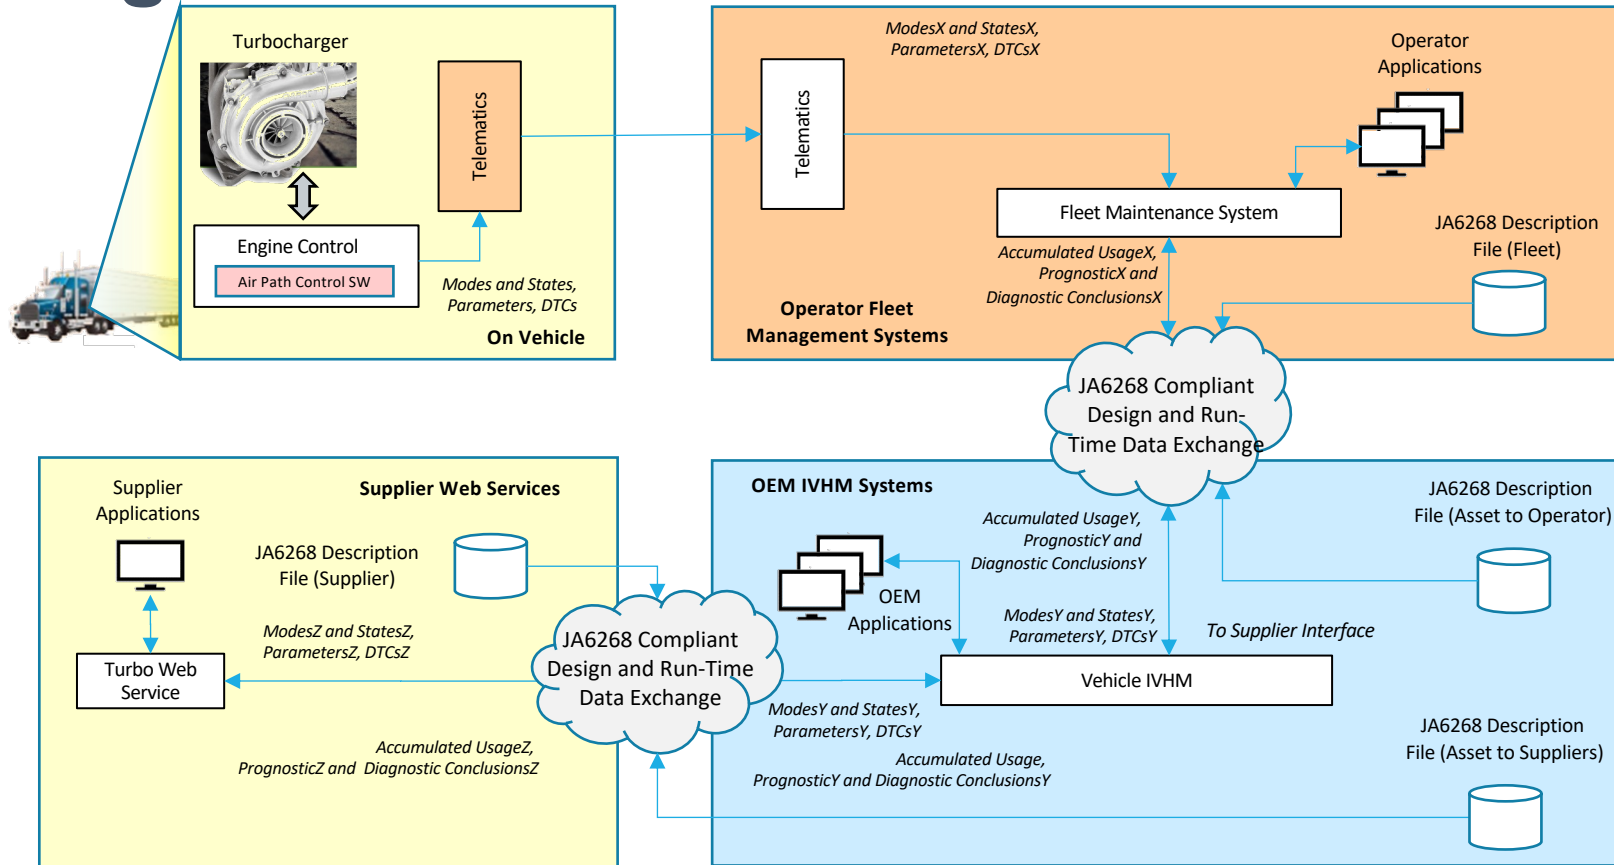 Turbocharger
Telematics
Engine Control
Air Path Control SW
Modes and States,
Parameters, DTCs
On Vehicle
ModesX and StatesX,
ParametersX, DTCsX
Telematics
Operator
Applications
Fleet Maintenance System
Accumulated UsageX,
PrognosticX and
Diagnostic ConclusionsX
JA6268 Description
File (Fleet)
Operator Fleet
Management Systems
JA6268 Compliant
Design and Run-
Time Data Exchange
Supplier
Applications
Supplier Web Services
JA6268 Description
File (Supplier)
ModesZ and StatesZ,
ParametersZ, DTCsZ
Turbo Web
Service
Accumulated UsageZ,
PrognosticZ and Diagnostic ConclusionsZ
JA6268 Compliant
Design and Run-Time
Data Exchange
OEM IVHM Systems
Accumulated UsageY,
PrognosticY and
Diagnostic ConclusionsY
JA6268 Description
File (Asset to Operator)
OEM
Applications
ModesY and StatesY,
ParametersY, DTCsY
To Supplier Interface
Vehicle IVHM
ModesY and StatesY,
ParametersY, DTCsY
Accumulated Usage,
PrognosticY and Diagnostic ConclusionsY
JA6268 Description
File (Asset to Suppliers)